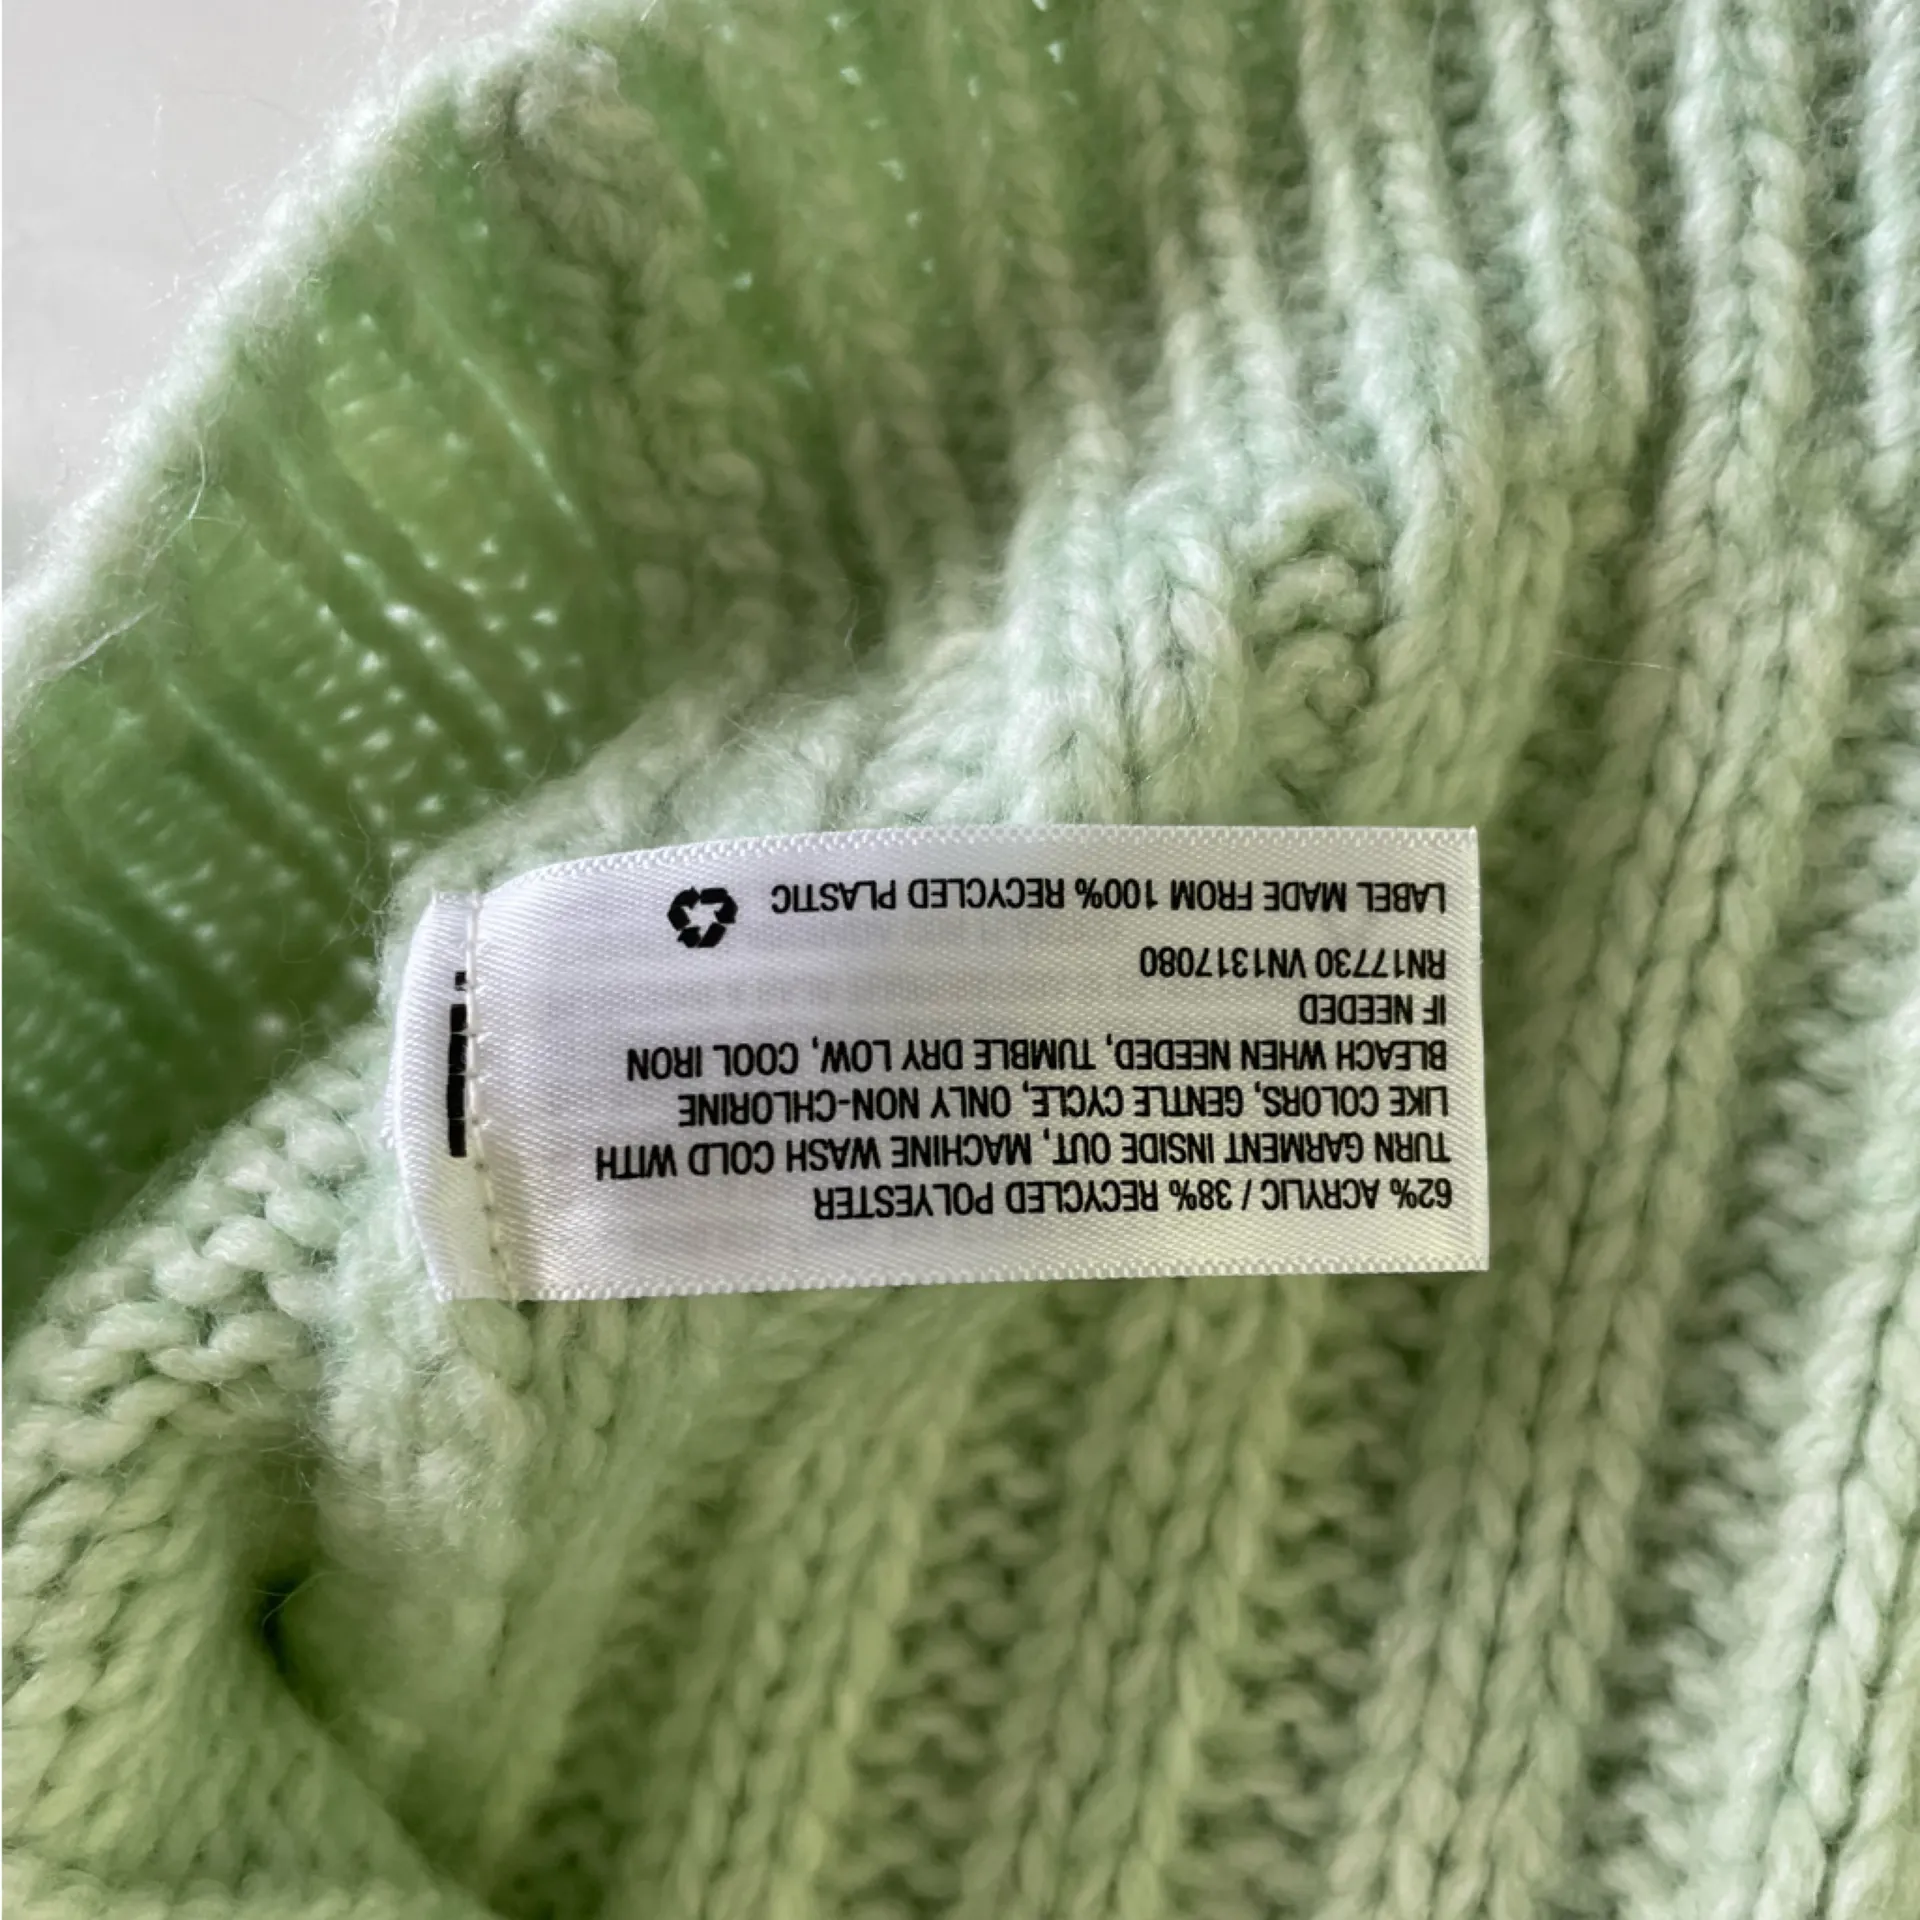 62% ACRYLIC / 38% RECYCLED POLYESTER
TURN GARMENT INSIDE OUT, MACHINE WASH COLD WITH
LIKE COLORS, GENTLE CYCLE, ONLY NON-CHLORINE
BLEACH WHEN NEEDED, TUMBLE DRY LOW, COOL IRON
IF NEEDED
RN17730 VN1317080
LABEL MADE FROM 100% RECYCLED PLASTIC